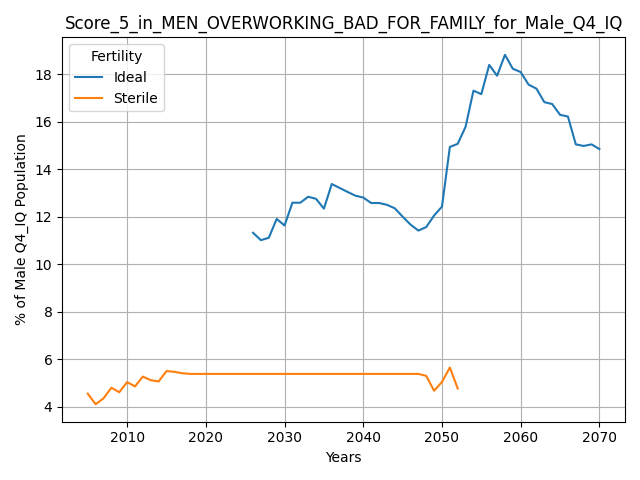 Score_5_in_MEN_OVERWORKING_BAD_FOR_FAMILY_for_Male_Q4_IQ
Fertility
Ideal
Sterile
% of Male Q4_IQ Population
18
16
14
12
10
8
6
4
2010 2020 2030 2040 2050 2060 2070
Years